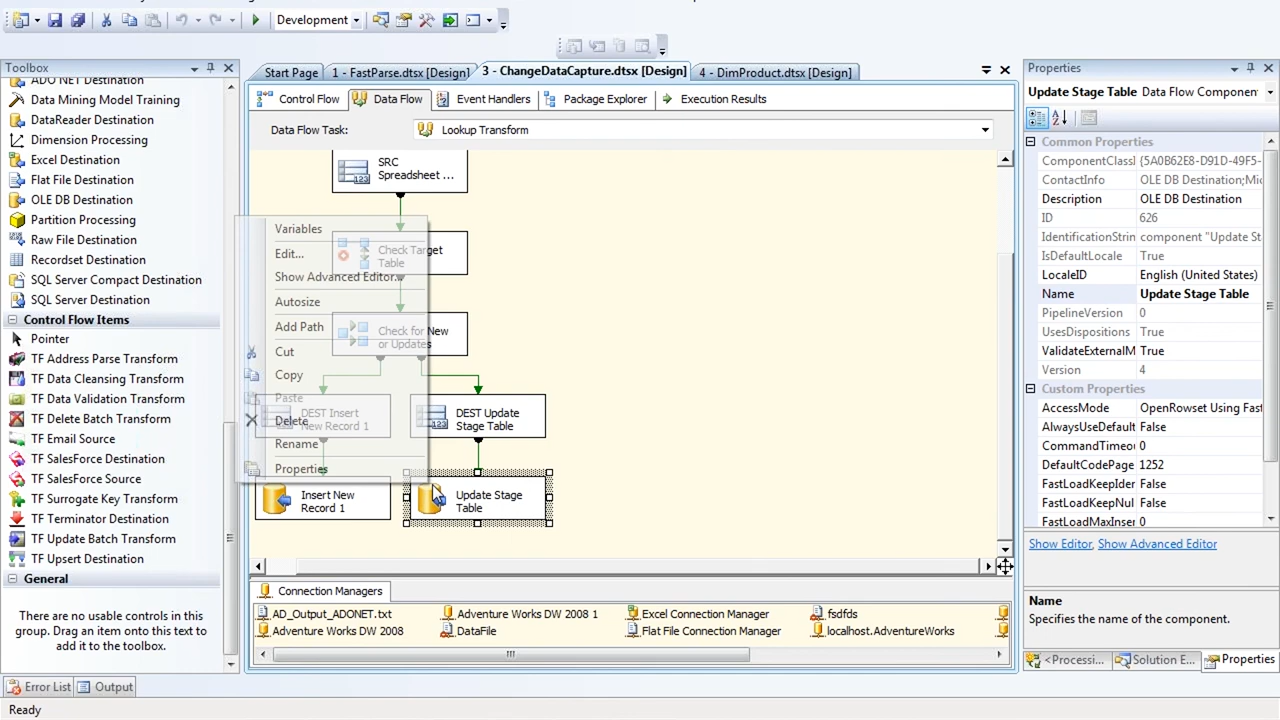 Development
Toolbox
ADO NET Destination
Data Mining Model Training
DataReader Destination
Dimension Processing
Excel Destination
Flat File Destination
OLE DB Destination
Partition Processing
Raw File Destination
Recordset Destination
SQL Server Compact Destination
SQL Server Destination
Control Flow Items
Pointer
TF Address Parse Transform
TF Data Cleansing Transform
TF Data Validation Transform
TF Delete Batch Transform
TF Email Source
TF SalesForce Destination
TF SalesForce Source
TF Surrogate Key Transform
TF Terminator Destination
TF Update Batch Transform
TF Upsert Destination
General
There are no usable controls in this
group. Drag an item onto this text to
add it to the toolbox.
Error List
Output
Ready
Start Page
1 - FastParse.dtsx [Design]
3 - ChangeDataCapture.dtsx [Design]
4 - DimProduct.dtsx [Design]
Control Flow
Data Flow
Event Handlers
Package Explorer
Execution Results
Data Flow Task:
Lookup Transform
SRC
Spreadsheet ...
Check Target
Table
Check for New
or Updates
DEST Insert
New Record 1
DEST Update
Stage Table
Insert New
Record 1
Update Stage
Table
Variables
Edit...
Show Advanced Editor...
Autosize
Add Path
Cut
Copy
Paste
Delete
Rename
Properties
Connection Managers
AD_Output_ADONET.txt
Adventure Works DW 2008 1
Excel Connection Manager
fsdfds
Adventure Works DW 2008
DataFile
Flat File Connection Manager
localhost.AdventureWorks
Properties
Update Stage Table Data Flow Component
Common Properties
ComponentClassI {5A0B62E8-D91D-49F5-
ContactInfo OLE DB Destination;Mic
Description OLE DB Destination
ID 626
IdentificationStrin component "Update St
IsDefaultLocale True
LocaleID English (United States)
Name Update Stage Table
PipelineVersion 0
UsesDispositions True
ValidateExternalM True
Version 4
Custom Properties
AccessMode OpenRowset Using Fast
AlwaysUseDefault False
CommandTimeou 0
DefaultCodePage 1252
FastLoadKeepIder False
FastLoadKeepNul False
FastLoadMaxInser 0
Show Editor, Show Advanced Editor
Name
Specifies the name of the component.
<Processi...
Solution E...
Properties